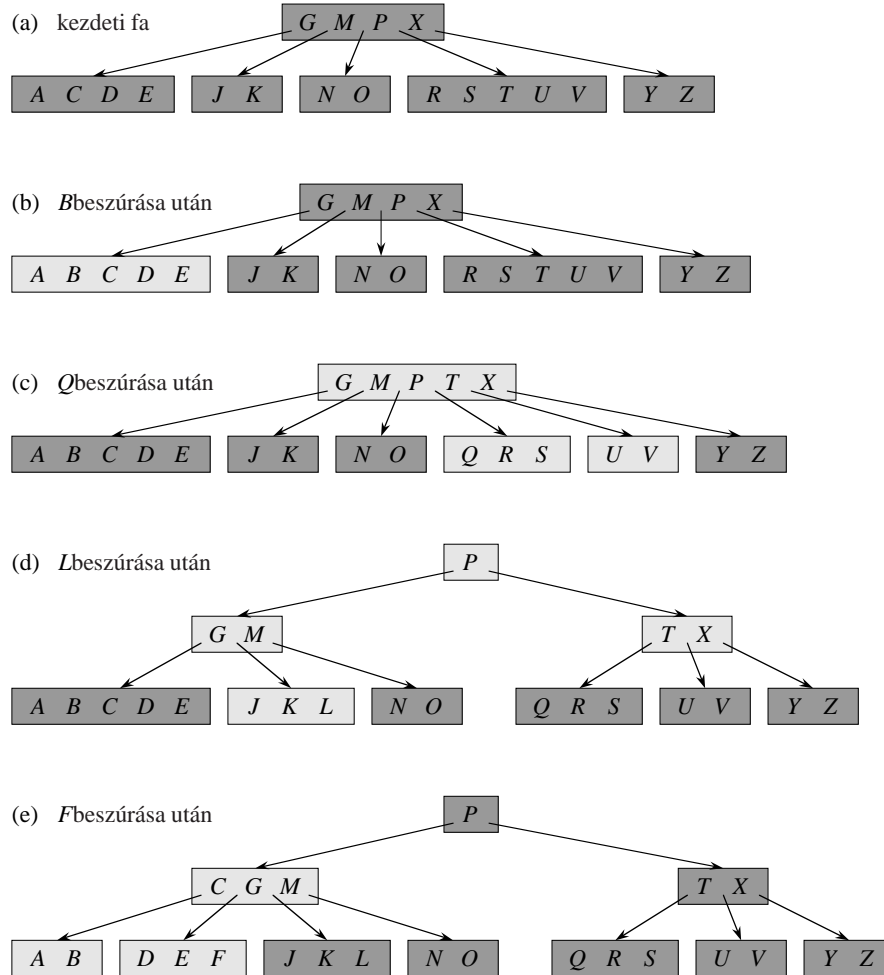 (a) kezdeti fa
G M P X
A C D E J K N O R S T U V Y Z
(b) Bbeszúrása után
G M P X
A B C D E J K N O R S T U V Y Z
(c) Qbeszúrása után
G M P T X
A B C D E J K N O Q R S U V Y Z
(d) Lbeszúrása után
P
G M T X
A B C D E J K L N O Q R S U V Y Z
(e) Fbeszúrása után
P
C G M T X
A B D E F J K L N O Q R S U V Y Z